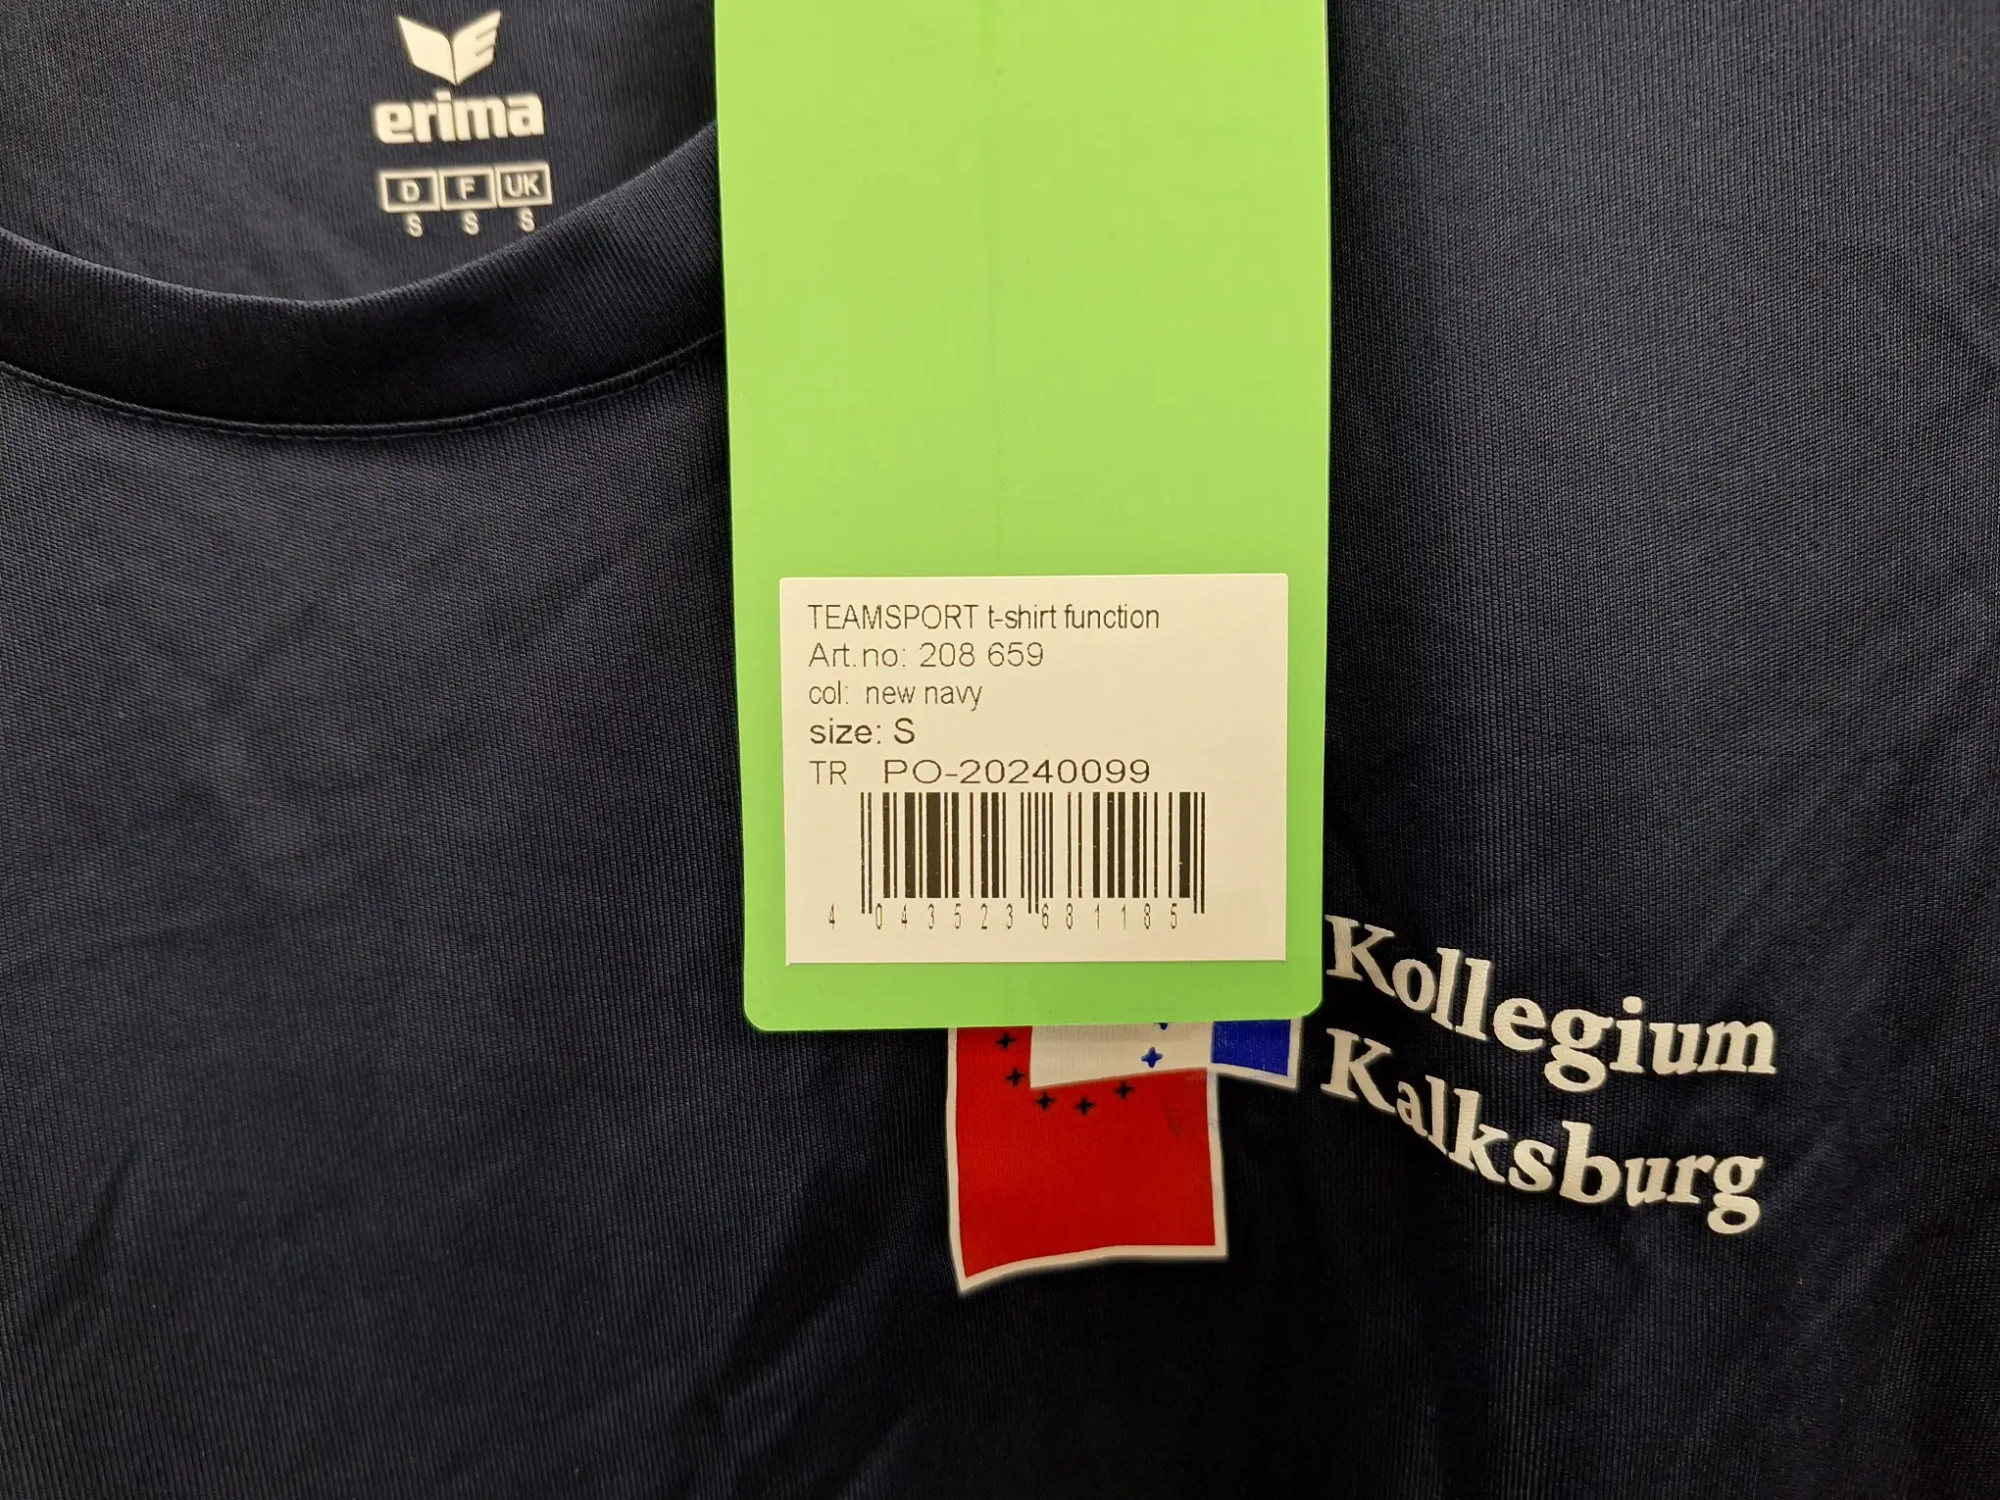 erima
D F UK
S S S
TEAMSPORT t-shirt function
Art.no: 208 659
col: new navy
size: S
TR PO-20240099
4 043523 681185
Kollegium
Kalksburg